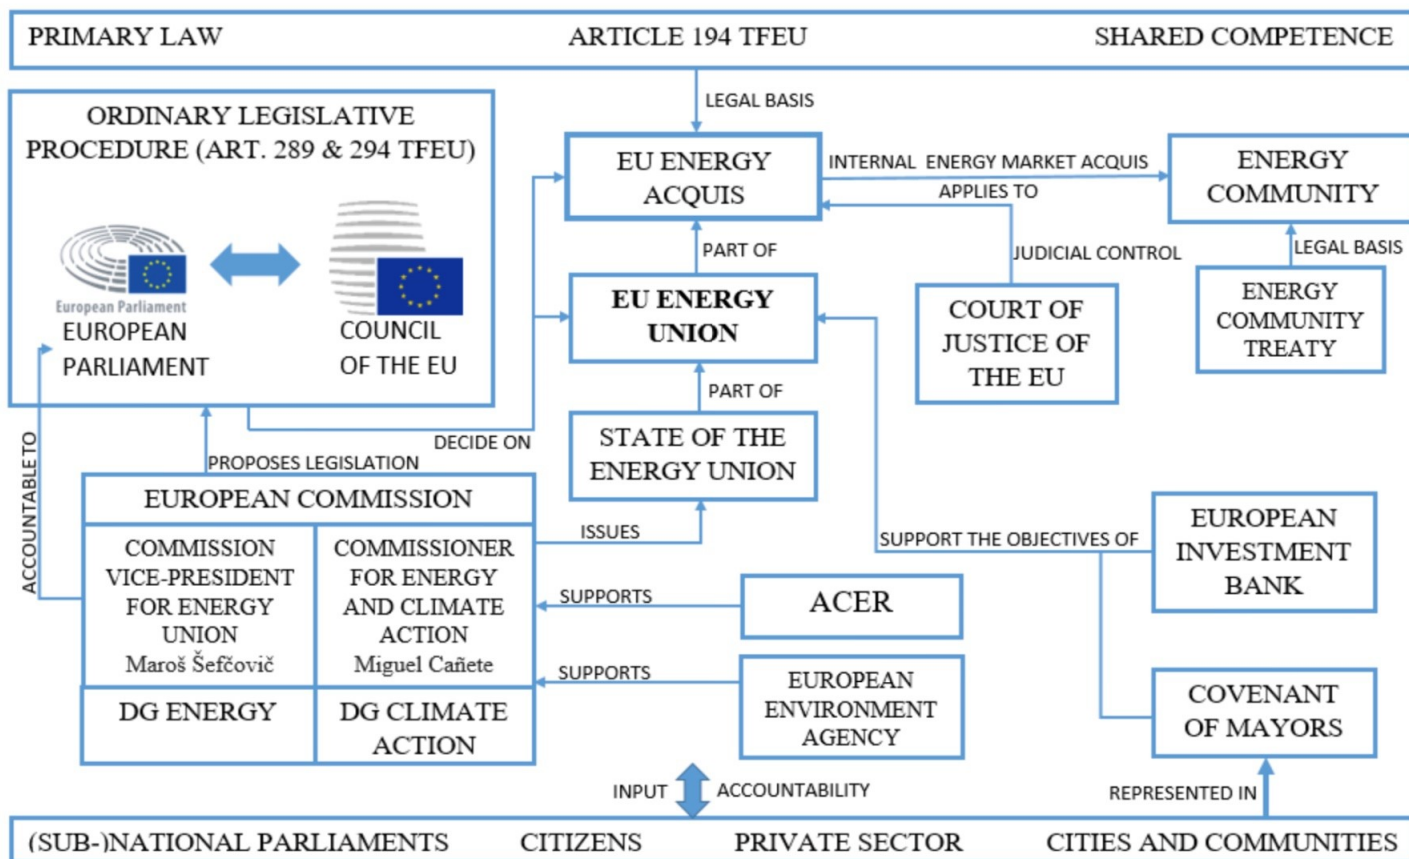 PRIMARY LAW
ARTICLE 194 TFEU
SHARED COMPETENCE
LEGAL BASIS
ORDINARY LEGISLATIVE
PROCEDURE (ART. 289 & 294 TFEU)
European Parliament
EUROPEAN
PARLIAMENT
COUNCIL
OF THE EU
EU ENERGY
ACQUIS
INTERNAL ENERGY MARKET ACQUIS
APPLIES TO
ENERGY
COMMUNITY
PART OF
JUDICIAL CONTROL
LEGAL BASIS
EU ENERGY
UNION
COURT OF
JUSTICE OF
THE EU
ENERGY
COMMUNITY
TREATY
PART OF
DECIDE ON
STATE OF THE
ENERGY UNION
ACCOUNTABLE TO
PROPOSES LEGISLATION
EUROPEAN COMMISSION
COMMISSION
VICE-PRESIDENT
FOR ENERGY
UNION
Maroš Šefčovič
COMMISSIONER
FOR ENERGY
AND CLIMATE
ACTION
Miguel Cañete
DG ENERGY
DG CLIMATE
ACTION
ISSUES
SUPPORTS
ACER
SUPPORTS
EUROPEAN
ENVIRONMENT
AGENCY
SUPPORT THE OBJECTIVES OF
EUROPEAN
INVESTMENT
BANK
COVENANT
OF MAYORS
INPUT
ACCOUNTABILITY
REPRESENTED IN
(SUB-)NATIONAL PARLIAMENTS
CITIZENS
PRIVATE SECTOR
CITIES AND COMMUNITIES